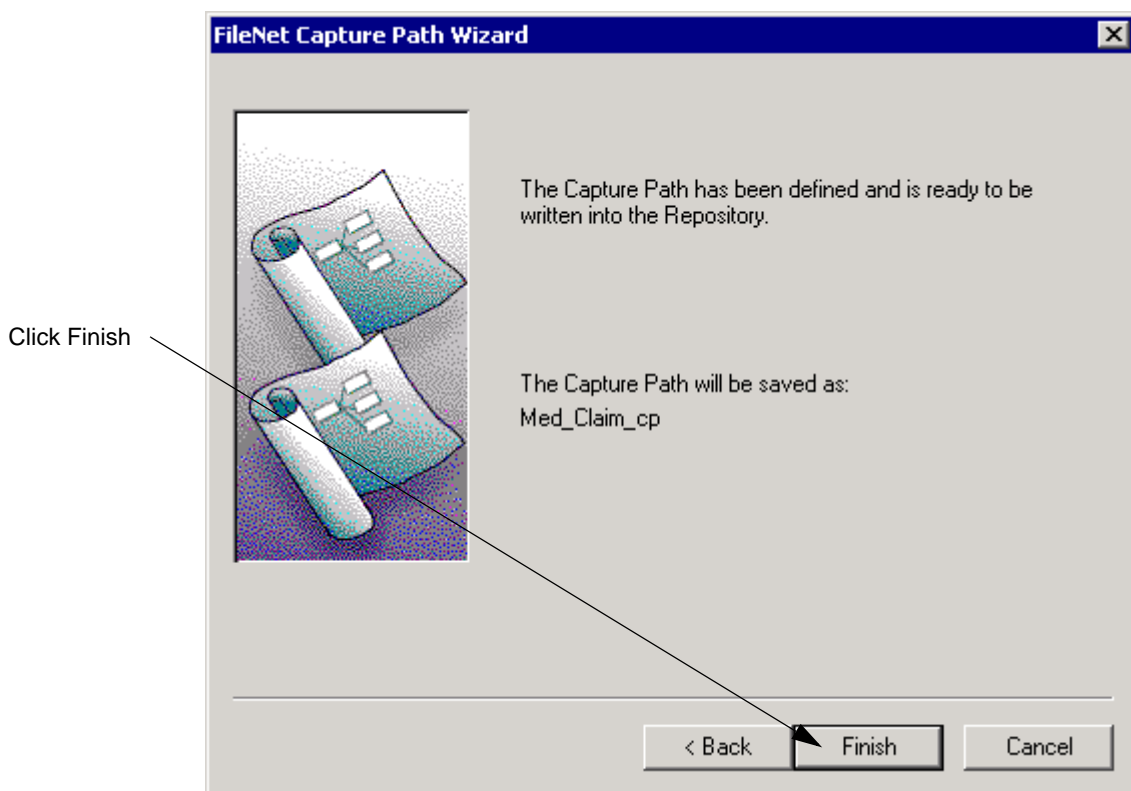 FileNet Capture Path Wizard
The Capture Path has been defined and is ready to be
written into the Repository.
Click Finish
The Capture Path will be saved as:
Med_Claim_cp
< Back
Finish
Cancel